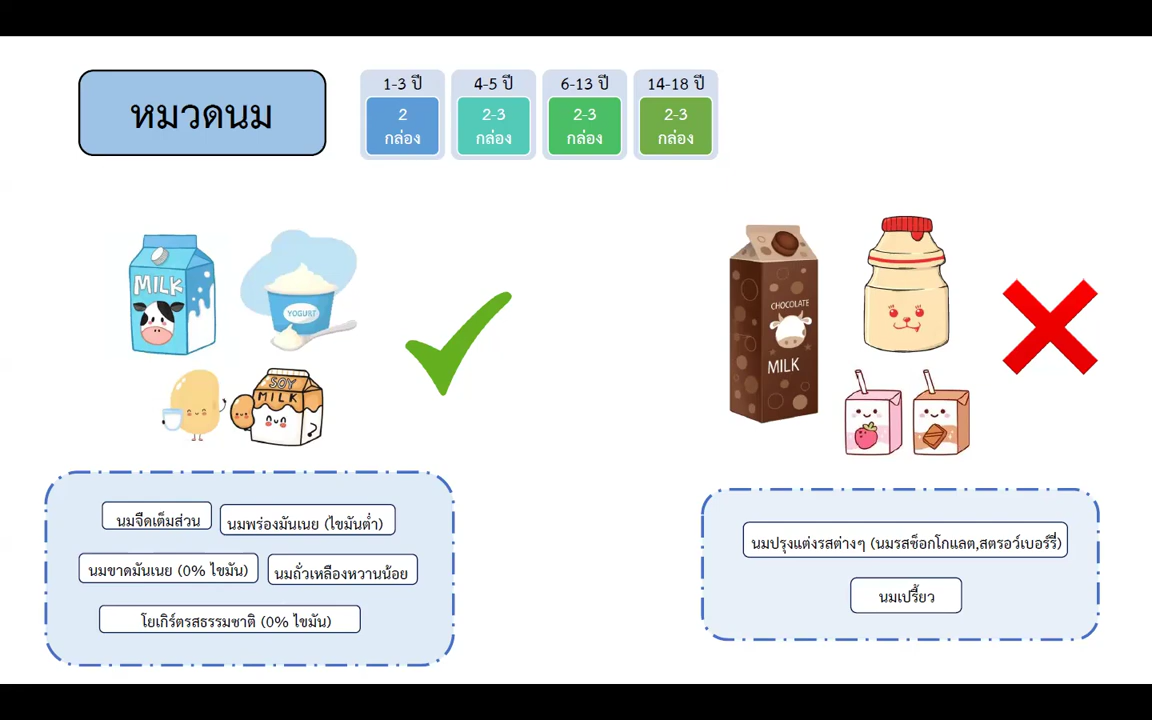 หมวดนม
1-3 ปี
2
กล่อง
4-5 ปี
2-3
กล่อง
6-13 ปี
2-3
กล่อง
14-18 ปี
2-3
กล่อง
MILK
YOGURT
SOY
MILK
CHOCOLATE
MILK
นมจืดเต็มส่วน
นมพร่องมันเนย (ไขมันต่ำ)
นมขาดมันเนย (0% ไขมัน)
นมถั่วเหลืองหวานน้อย
โยเกิร์ตรสธรรมชาติ (0% ไขมัน)
นมปรุงแต่งรสต่างๆ (นมรสช็อกโกแลต,สตรอว์เบอร์รี่)
นมเปรี้ยว